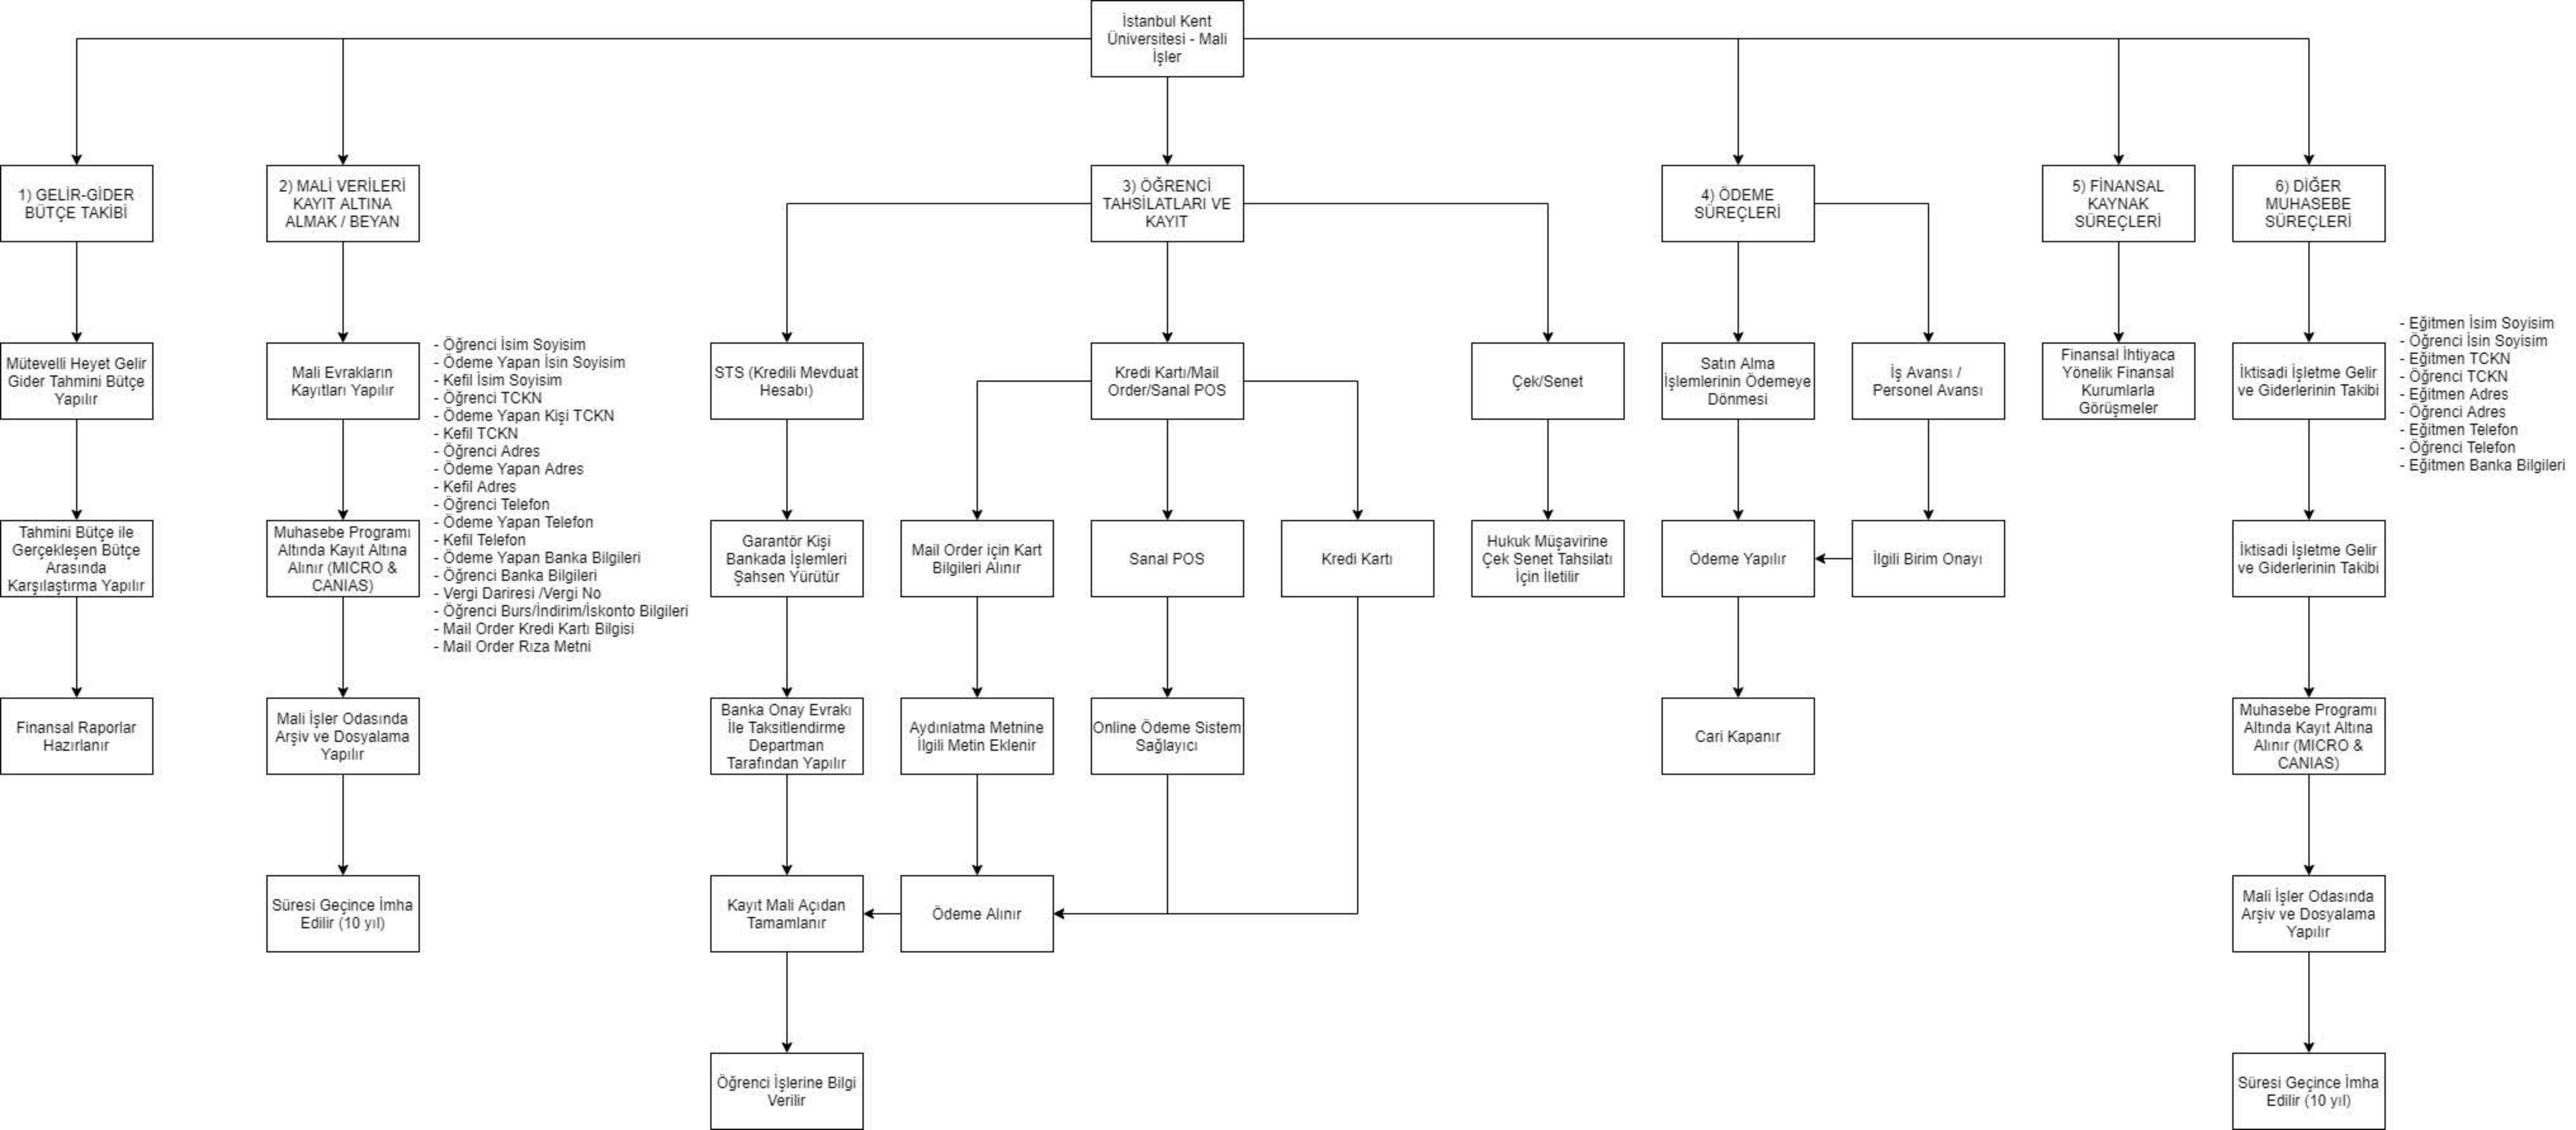 İstanbul Kent
Üniversitesi - Mali
İşler
1) GELİR-GİDER
BÜTÇE TAKİBİ
2) MALİ VERİLERİ
KAYIT ALTINA
ALMAK / BEYAN
3) ÖĞRENCİ
TAHSİLATLARI VE
KAYIT
4) ÖDEME
SÜREÇLERİ
5) FİNANSAL
KAYNAK
SÜREÇLERİ
6) DİĞER
MUHASEBE
SÜREÇLERİ
Mütevelli Heyet Gelir
Gider Tahmini Bütçe
Yapılır
Mali Evrakların
Kayıtları Yapılır
- Öğrenci İsim Soyisim
- Ödeme Yapan İsin Soyisim
- Kefil İsim Soyisim
- Öğrenci TCKN
- Ödeme Yapan Kişi TCKN
- Kefil TCKN
- Öğrenci Adres
- Ödeme Yapan Adres
- Kefil Adres
- Öğrenci Telefon
- Ödeme Yapan Telefon
- Kefil Telefon
- Ödeme Yapan Banka Bilgileri
- Öğrenci Banka Bilgileri
- Vergi Dariresi /Vergi No
- Öğrenci Burs/İndirim/İskonto Bilgileri
- Mail Order Kredi Kartı Bilgisi
- Mail Order Rıza Metni
STS (Kredili Mevduat
Hesabı)
Kredi Kartı/Mail
Order/Sanal POS
Çek/Senet
Satın Alma
İşlemlerinin Ödemeye
Dönmesi
İş Avansı /
Personel Avansı
Finansal İhtiyaca
Yönelik Finansal
Kurumlarla
Görüşmeler
İktisadi İşletme Gelir
ve Giderlerinin Takibi
- Eğitmen İsim Soyisim
- Öğrenci İsin Soyisim
- Eğitmen TCKN
- Öğrenci TCKN
- Eğitmen Adres
- Öğrenci Adres
- Eğitmen Telefon
- Öğrenci Telefon
- Eğitmen Banka Bilgileri
Tahmini Bütçe ile
Gerçekleşen Bütçe
Arasında
Karşılaştırma Yapılır
Muhasebe Programı
Altında Kayıt Altına
Alınır (MICRO &
CANIAS)
Garantör Kişi
Bankada İşlemleri
Şahsen Yürütür
Mail Order için Kart
Bilgileri Alınır
Sanal POS
Kredi Kartı
Hukuk Müşavirine
Çek Senet Tahsilatı
İçin İletilir
Ödeme Yapılır
İlgili Birim Onayı
İktisadi İşletme Gelir
ve Giderlerinin Takibi
Finansal Raporlar
Hazırlanır
Mali İşler Odasında
Arşiv ve Dosyalama
Yapılır
Banka Onay Evrakı
İle Taksitlendirme
Departman
Tarafından Yapılır
Aydınlatma Metnine
İlgili Metin Eklenir
Online Ödeme Sistem
Sağlayıcı
Cari Kapanır
Muhasebe Programı
Altında Kayıt Altına
Alınır (MICRO &
CANIAS)
Süresi Geçince İmha
Edilir (10 yıl)
Kayıt Mali Açıdan
Tamamlanır
Ödeme Alınır
Mali İşler Odasında
Arşiv ve Dosyalama
Yapılır
Öğrenci İşlerine Bilgi
Verilir
Süresi Geçince İmha
Edilir (10 yıl)